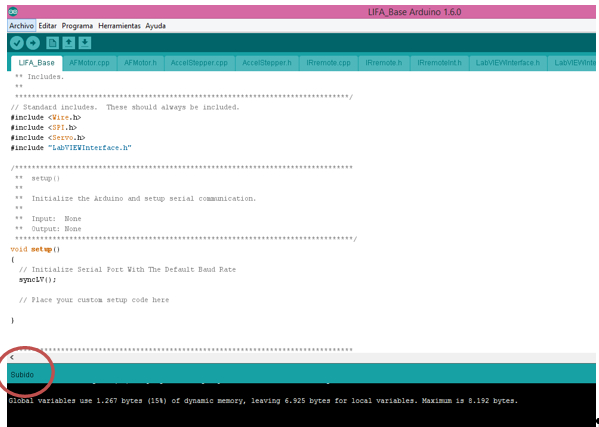 LIFA_Base Arduino 1.6.0
Archivo Editar Programa Herramientas Ayuda
LIFA_Base AFMotor.cpp AFMotor.h AccelStepper.cpp AccelStepper.h IRremote.cpp IRremote.h IRremoteInt.h LabVIEWInterface.h LabVIEWInte
** Includes.
**
*******************************************************************************/
// Standard includes.  These should always be included.
#include <Wire.h>
#include <SPI.h>
#include <Servo.h>
#include "LabVIEWInterface.h"
/*******************************************************************************
** setup()
**
** Initialize the Arduino and setup serial communication.
**
** Input: None
** Output: None
*******************************************************************************/
void setup()
{
// Initialize Serial Port With The Default Baud Rate
syncLV();
// Place your custom setup code here
}
Subido
Global variables use 1.267 bytes (15%) of dynamic memory, leaving 6.925 bytes for local variables. Maximum is 8.192 bytes.